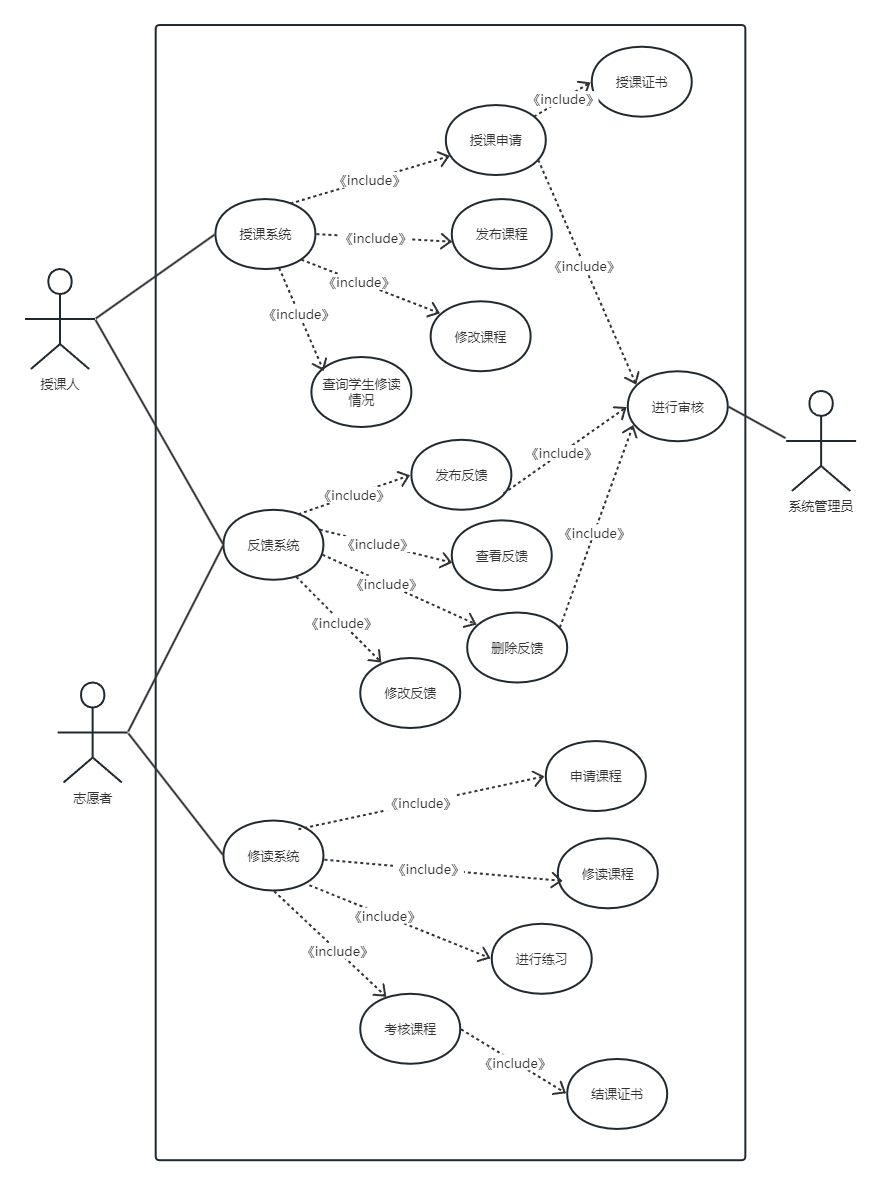 授课证书
《include》
授课申请
《include》
授课系统
《include》
发布课程
《include》
《include》
《include》
修改课程
查询学生修读
情况
授课人
进行审核
系统管理员
发布反馈
《include》
《include》
反馈系统
《include》
查看反馈
《include》
《include》
《include》
删除反馈
修改反馈
志愿者
申请课程
《include》
修读系统
《include》
修读课程
《include》
进行练习
《include》
考核课程
《include》
结课证书